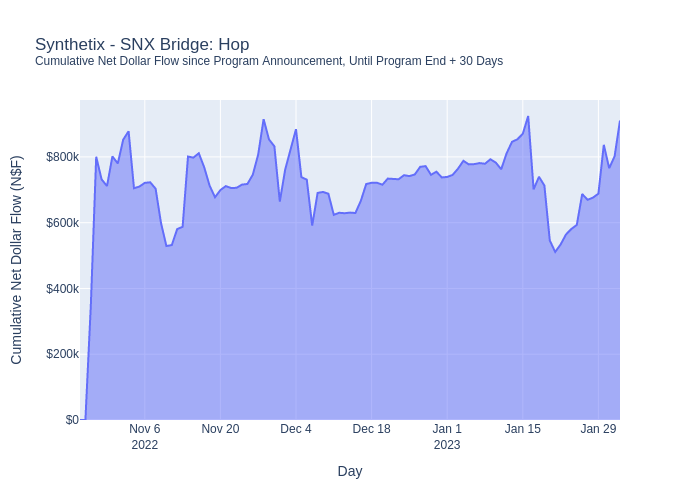 Synthetix - SNX Bridge: Hop
Cumulative Net Dollar Flow since Program Announcement, Until Program End + 30 Days
Cumulative Net Dollar Flow (N$F)
$800k
$600k
$400k
$200k
$0
Nov 6
2022
Nov 20
Dec 4
Dec 18
Jan 1
2023
Jan 15
Jan 29
Day